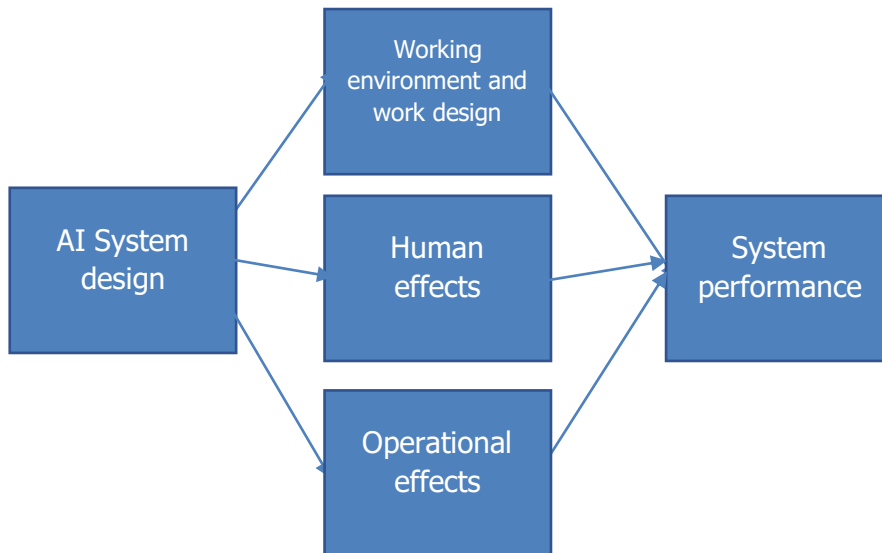 Working
environment and
work design
AI System
design
Human
effects
System
performance
Operational
effects